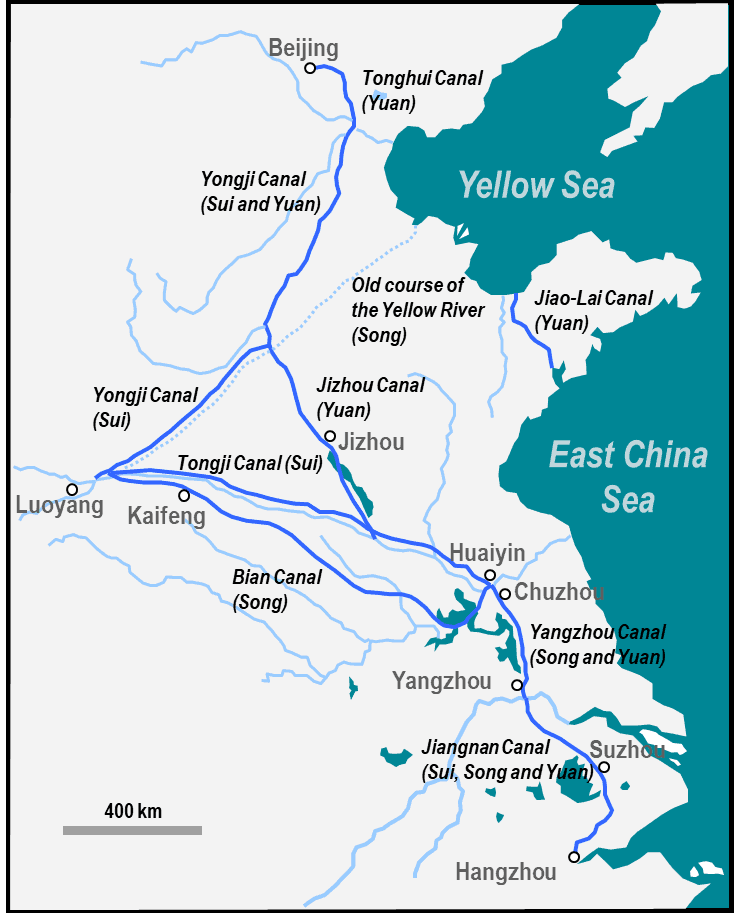 Beijing
Tonghui Canal
(Yuan)
Yongji Canal
(Sui and Yuan)
Yellow Sea
Old course of
the Yellow River
(Song)
Jiao-Lai Canal
(Yuan)
Yongji Canal
(Sui)
Jizhou Canal
(Yuan)
Jizhou
Tongji Canal (Sui)
East China
Sea
Luoyang
Kaifeng
Huaiyin
Bian Canal
(Song)
Chuzhou
Yangzhou Canal
(Song and Yuan)
Yangzhou
Jiangnan Canal
(Sui, Song and Yuan)
Suzhou
400 km
Hangzhou